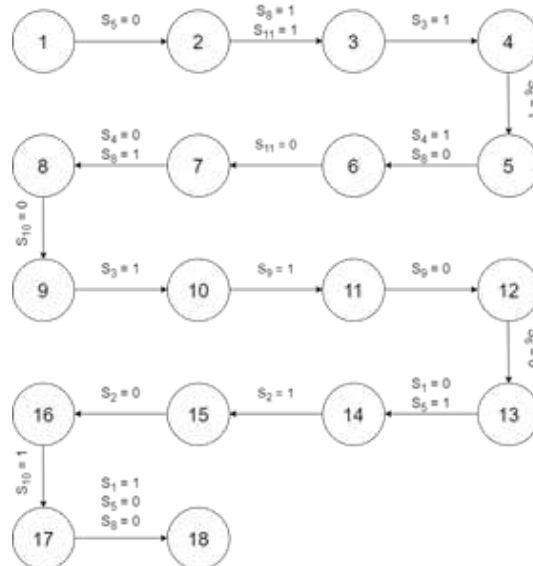 1
S5 = 0
2
S8 = 1
S11 = 1
3
S3 = 1
4
8
S4 = 0
S8 = 1
7
S11 = 0
6
S4 = 1
S8 = 0
5
S10 = 0
9
S3 = 1
10
S9 = 1
11
S9 = 0
12
16
S2 = 0
15
S2 = 1
14
S1 = 0
S5 = 1
13
S10 = 1
17
S1 = 1
S5 = 0
S8 = 0
18